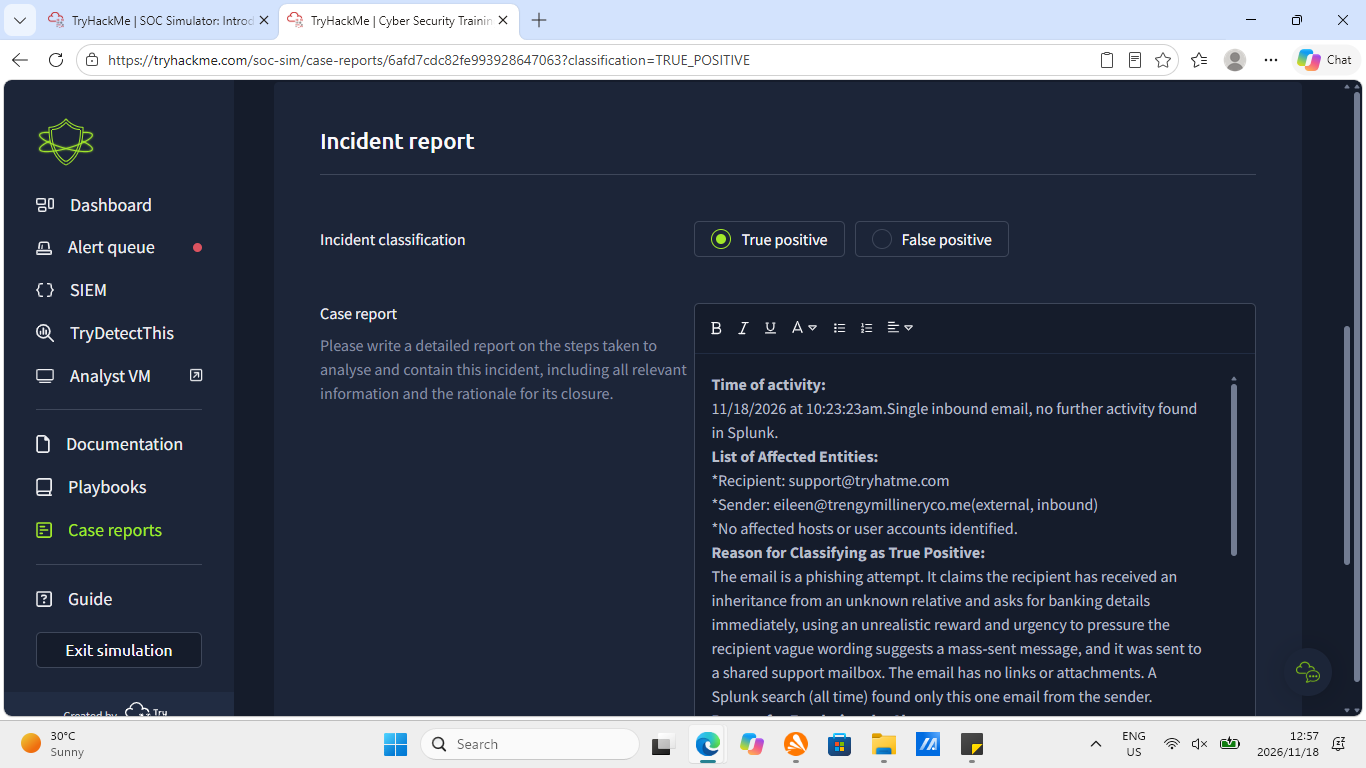 TryHackMe | SOC Simulator: Introd
TryHackMe | Cyber Security Trainin
https://tryhackme.com/soc-sim/case-reports/6afd7cdc82fe993928647063?classification=TRUE_POSITIVE
Chat
Dashboard
Alert queue
SIEM
TryDetectThis
Analyst VM
Documentation
Playbooks
Case reports
Guide
Exit simulation
Created by Try
Incident report
Incident classification
True positive
False positive
Case report
Please write a detailed report on the steps taken to
analyse and contain this incident, including all relevant
information and the rationale for its closure.
B I U A
Time of activity:
11/18/2026 at 10:23:23am.Single inbound email, no further activity found
in Splunk.
List of Affected Entities:
*Recipient: support@tryhatme.com
*Sender: eileen@trengymillineryco.me(external, inbound)
*No affected hosts or user accounts identified.
Reason for Classifying as True Positive:
The email is a phishing attempt. It claims the recipient has received an
inheritance from an unknown relative and asks for banking details
immediately, using an unrealistic reward and urgency to pressure the
recipient vague wording suggests a mass-sent message, and it was sent to
a shared support mailbox. The email has no links or attachments. A
Splunk search (all time) found only this one email from the sender.
30°C
Sunny
Search
ENG
US
12:57
2026/11/18